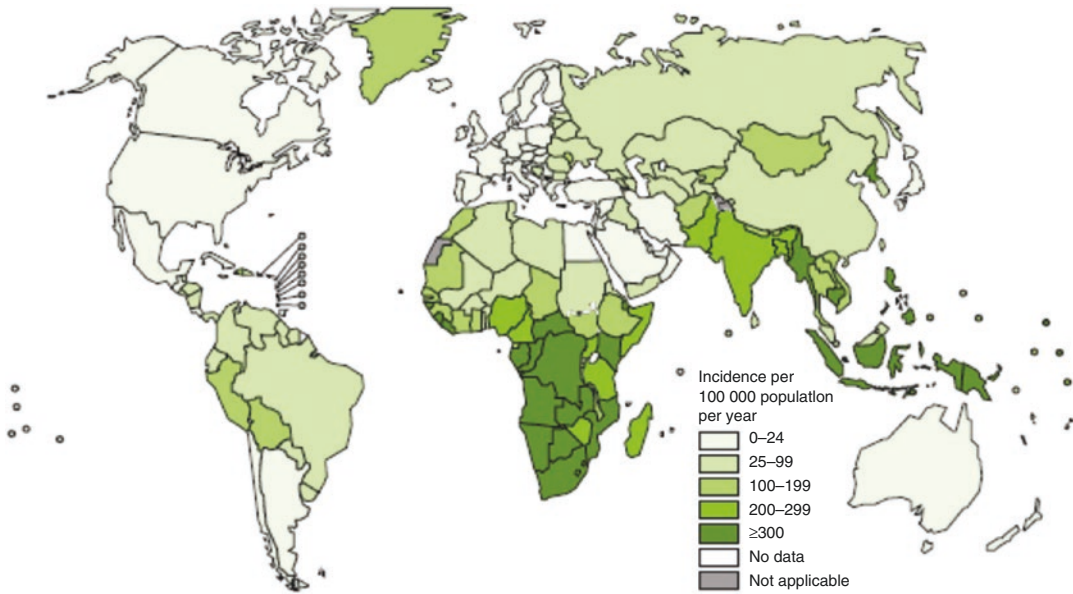 Incidence per
100 000 populatlon
per year
0–24
25–99
100–199
200–299
≥300
No data
Not applicable